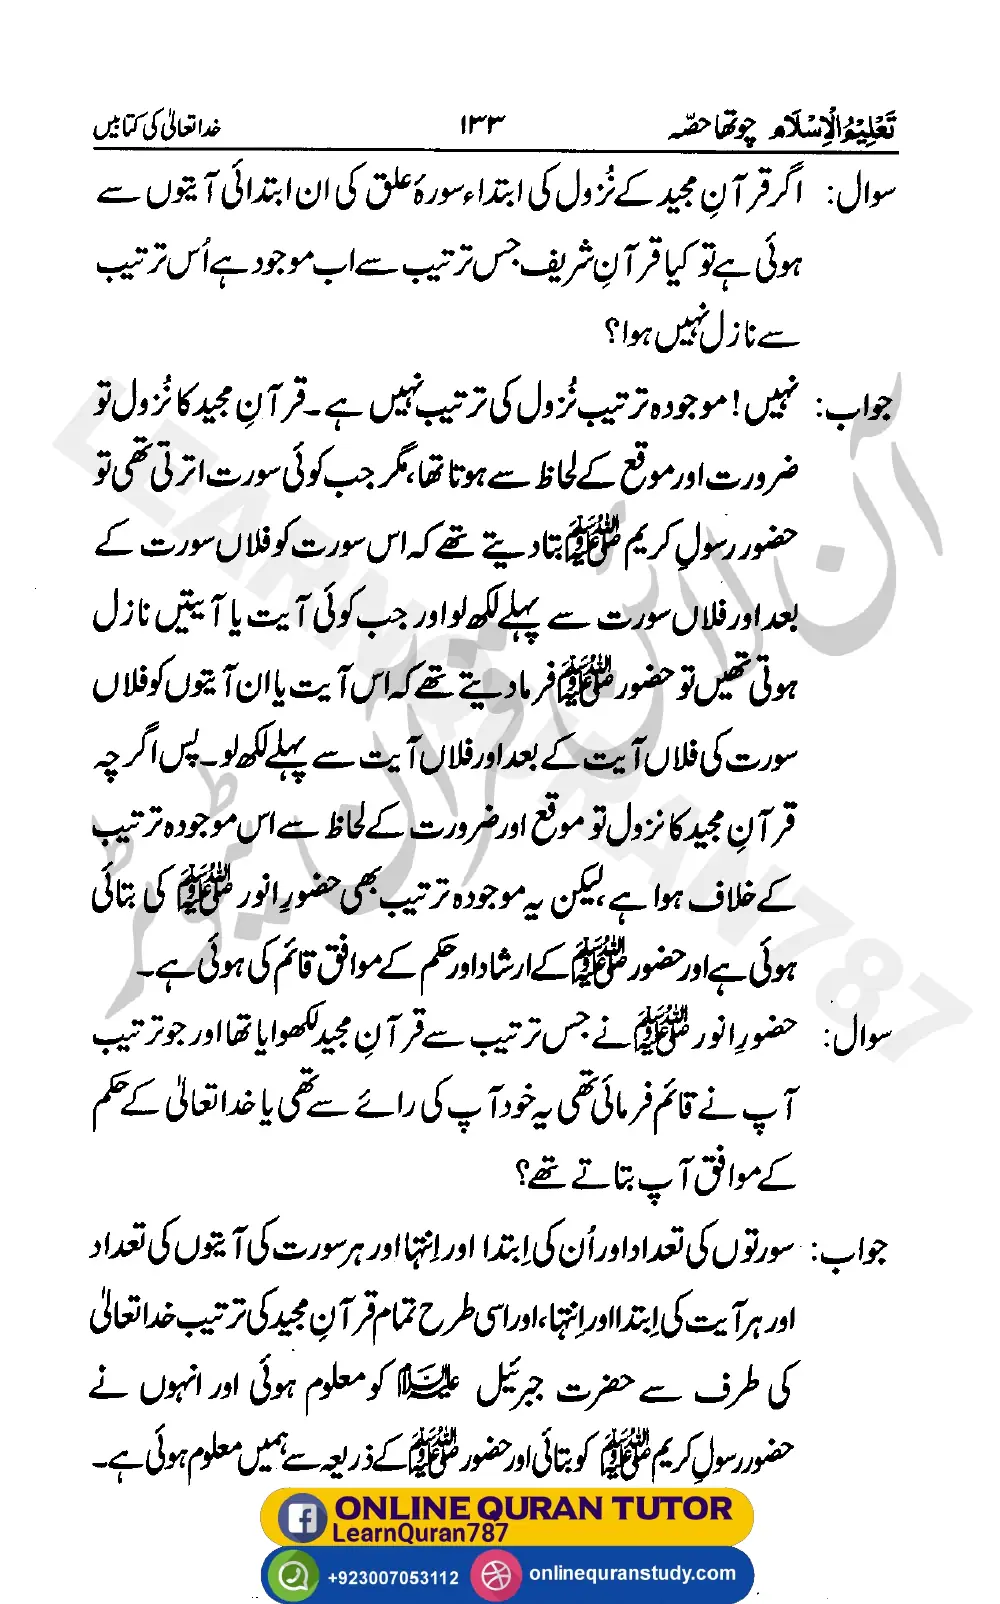 تَعْلِیْمُ الْاِسْلَام چوتھا حصّہ ۱۳۳ خدا تعالیٰ کی کتابیں
سوال: اگر قرآنِ مجید کے نُزول کی ابتداء سورۂ علق کی ان ابتدائی آیتوں سے
ہوئی ہے تو کیا قرآنِ شریف جس ترتیب سے اب موجود ہے اُس ترتیب
سے نازل نہیں ہوا؟
جواب: نہیں! موجودہ ترتیب نُزول کی ترتیب نہیں ہے۔ قرآنِ مجید کا نُزول تو
ضرورت اور موقع کے لحاظ سے ہوتا تھا، مگر جب کوئی سورت اترتی تھی تو
حضور رسولِ کریم ﷺ بتا دیتے تھے کہ اس سورت کو فلاں سورت کے
بعد اور فلاں سورت سے پہلے لکھ لو اور جب کوئی آیت یا آیتیں نازل
ہوتی تھیں تو حضور ﷺ فرما دیتے تھے کہ اس آیت یا ان آیتوں کو فلاں
سورت کی فلاں آیت کے بعد اور فلاں آیت سے پہلے لکھ لو۔ پس اگرچہ
قرآنِ مجید کا نزول تو موقع اور ضرورت کے لحاظ سے اس موجودہ ترتیب
کے خلاف ہوا ہے، لیکن یہ موجودہ ترتیب بھی حضورِ انور ﷺ کی بتائی
ہوئی ہے اور حضور ﷺ کے ارشاد اور حکم کے موافق قائم کی ہوئی ہے۔
سوال: حضورِ انور ﷺ نے جس ترتیب سے قرآنِ مجید لکھوایا تھا اور جو ترتیب
آپ نے قائم فرمائی تھی یہ خود آپ کی رائے سے تھی یا خدا تعالیٰ کے حکم
کے موافق آپ بتاتے تھے؟
جواب: سورتوں کی تعداد اور اُن کی اِبتدا اور اِنتہا اور ہر سورت کی آیتوں کی تعداد
اور ہر آیت کی اِبتدا اور اِنتہا، اور اسی طرح تمام قرآنِ مجید کی ترتیب خدا تعالیٰ
کی طرف سے حضرت جبرئیل علیہ السلام کو معلوم ہوئی اور انہوں نے
حضور رسولِ کریم ﷺ کو بتائی اور حضور ﷺ کے ذریعہ سے ہمیں معلوم ہوئی ہے۔
آن لائن قرآن ٹیوٹر
LEARNQURAN787
ONLINE QURAN TUTOR
LearnQuran787
+923007053112 onlinequranstudy.com